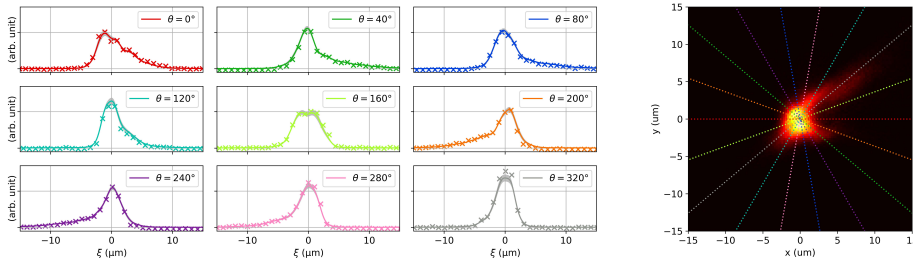 θ = 0°
θ = 40°
θ = 80°
(arb. unit)
θ = 120°
θ = 160°
θ = 200°
(arb. unit)
θ = 240°
θ = 280°
θ = 320°
(arb. unit)
−10 0 10
−10 0 10
−10 0 10
ξ (μm)
ξ (μm)
ξ (μm)
15
10
5
0
−5
−10
−15
y (um)
−15 −10 −5 0 5 10 15
x (um)